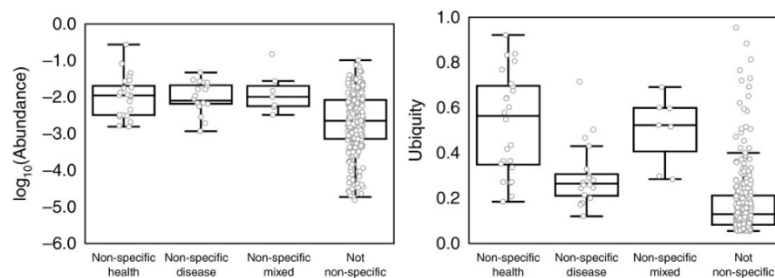 log10(Abundance)
0.0
−1.0
−2.0
−3.0
−4.0
−5.0
−6.0
Non-specific health
Non-specific disease
Non-specific mixed
Not non-specific
Ubiquity
1.0
0.8
0.6
0.4
0.2
0.0
Non-specific health
Non-specific disease
Non-specific mixed
Not non-specific